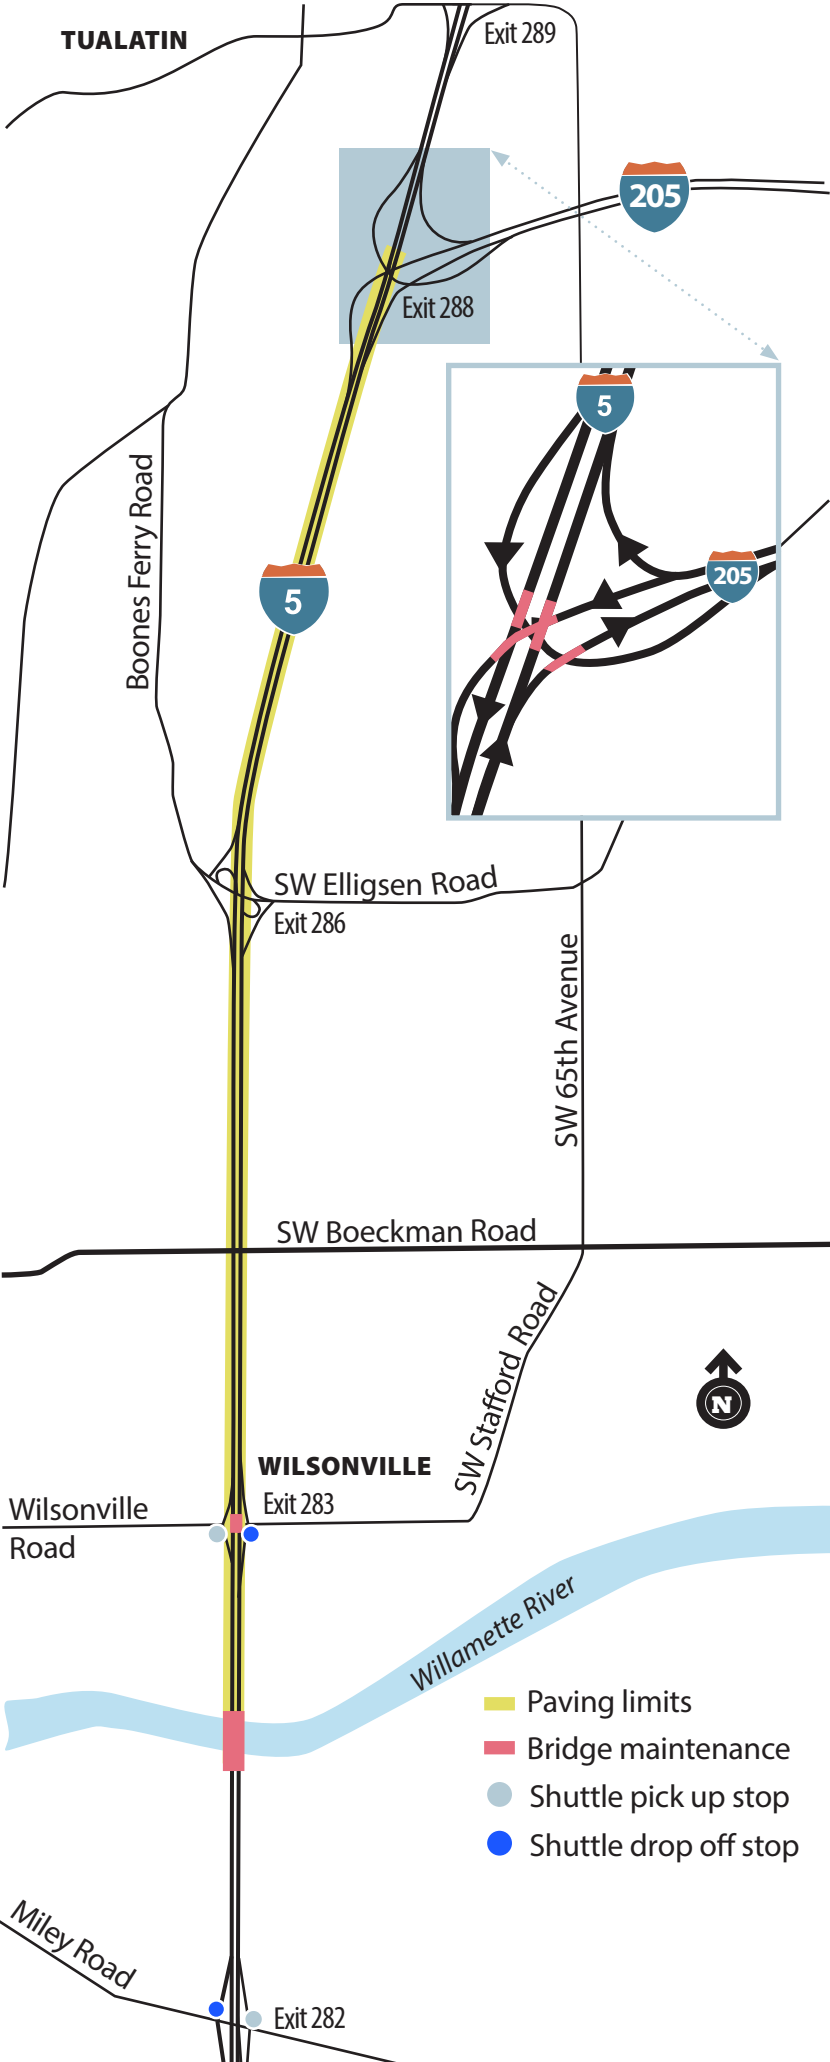 TUALATIN
Exit 289
205
Exit 288
5
205
Boones Ferry Road
5
SW Elligsen Road
Exit 286
SW 65th Avenue
SW Boeckman Road
SW Stafford Road
N
WILSONVILLE
Exit 283
Wilsonville
Road
Willamette River
Paving limits
Bridge maintenance
Shuttle pick up stop
Shuttle drop off stop
Miley Road
Exit 282